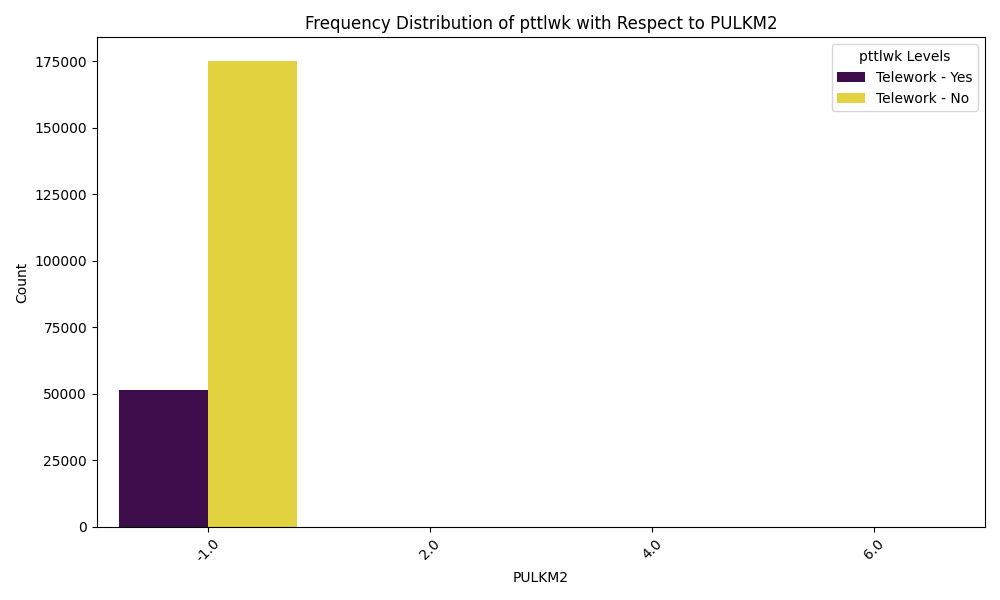 Frequency Distribution of pttlwk with Respect to PULKM2
pttlwk Levels
Telework - Yes
Telework - No
175000
150000
125000
100000
75000
50000
25000
0
Count
-1.0
2.0
4.0
6.0
PULKM2